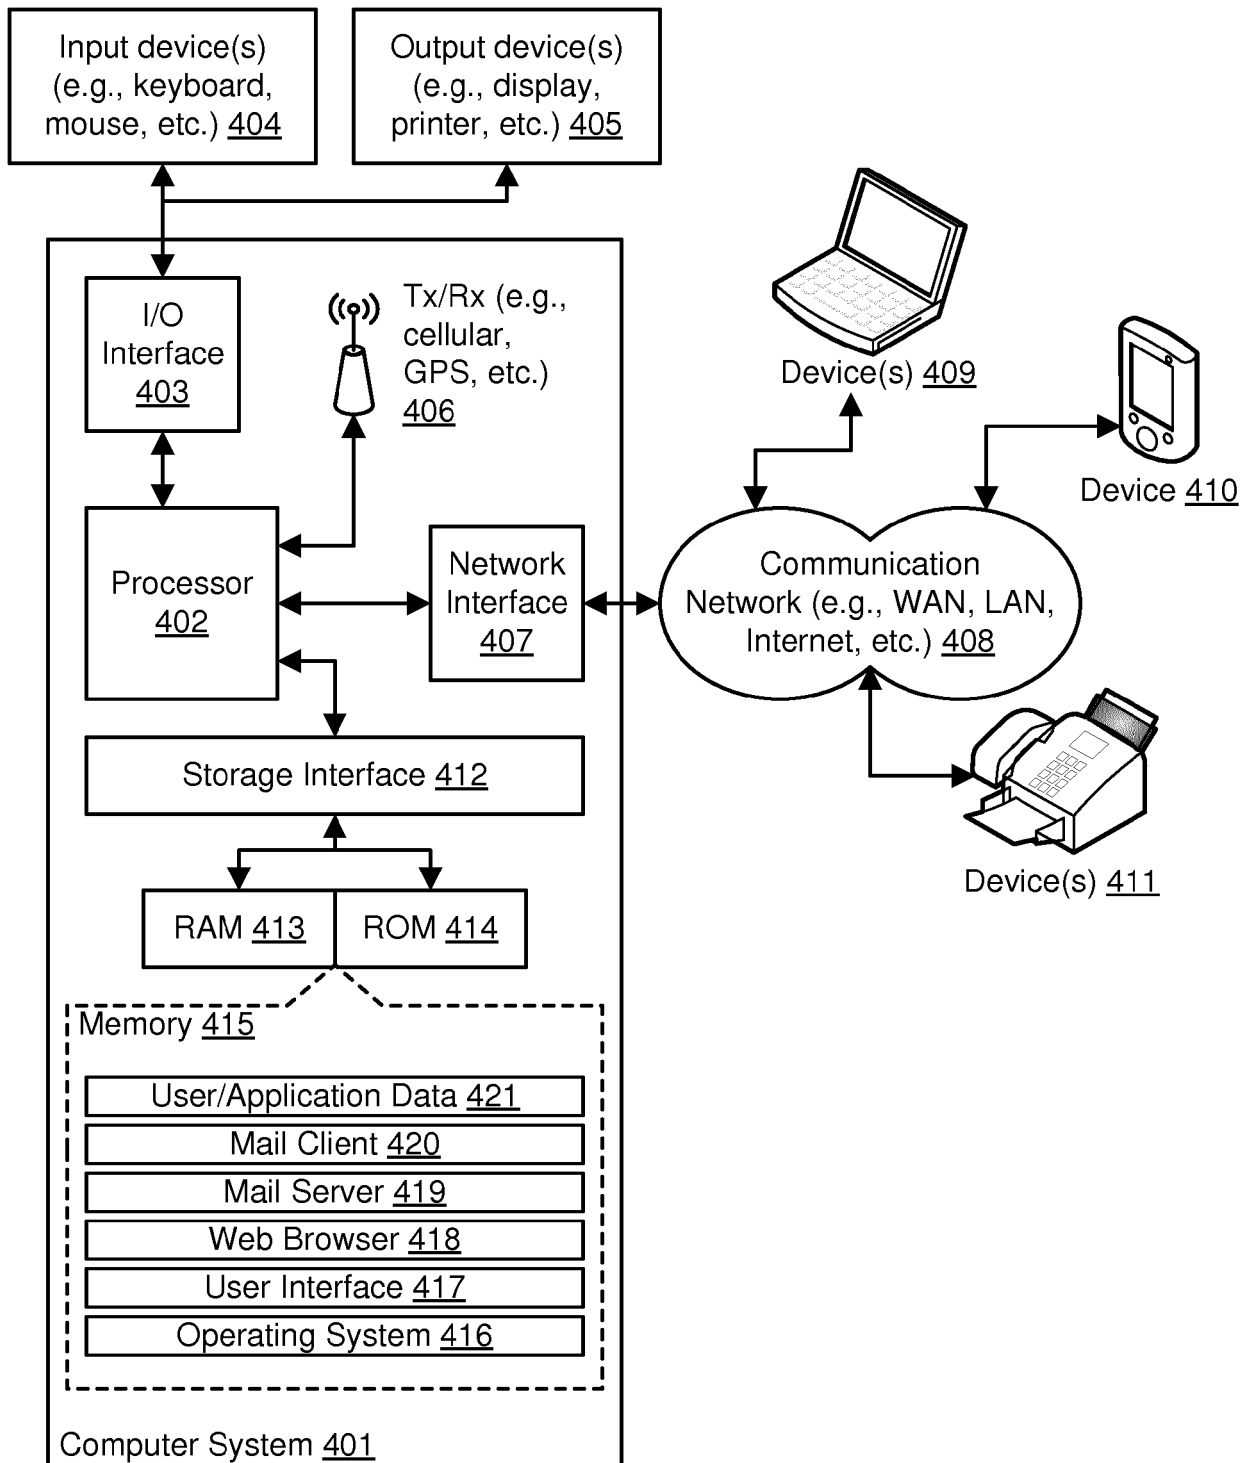 Input device(s)
(e.g., keyboard,
mouse, etc.) 404
Output device(s)
(e.g., display,
printer, etc.) 405
I/O
Interface
403
Tx/Rx (e.g.,
cellular,
GPS, etc.)
406
Device(s) 409
Device 410
Processor
402
Network
Interface
407
Communication
Network (e.g., WAN, LAN,
Internet, etc.) 408
Storage Interface 412
Device(s) 411
RAM 413
ROM 414
Memory 415
User/Application Data 421
Mail Client 420
Mail Server 419
Web Browser 418
User Interface 417
Operating System 416
Computer System 401